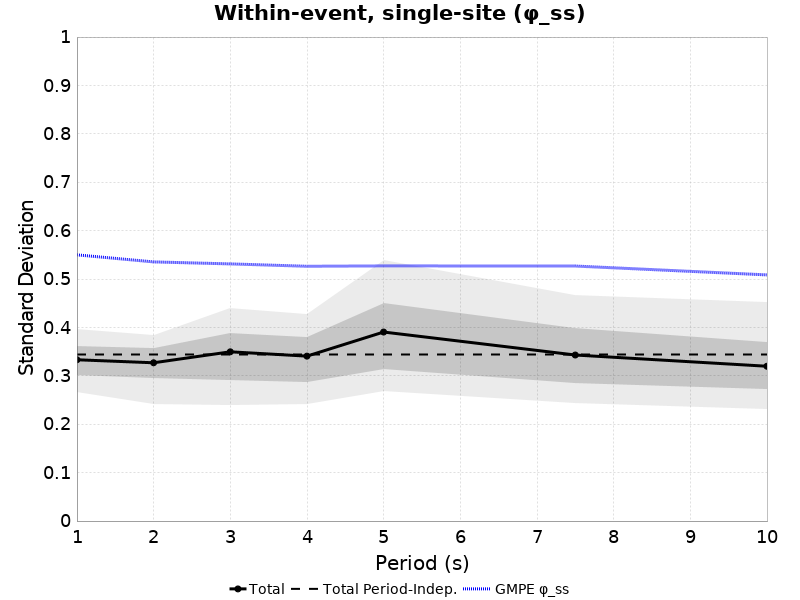 Within-event, single-site (φ_ss)
1
0.9
0.8
0.7
0.6
0.5
0.4
0.3
0.2
0.1
0
Standard Deviation
1 2 3 4 5 6 7 8 9 10
Period (s)
Total Total Period-Indep. GMPE φ_ss